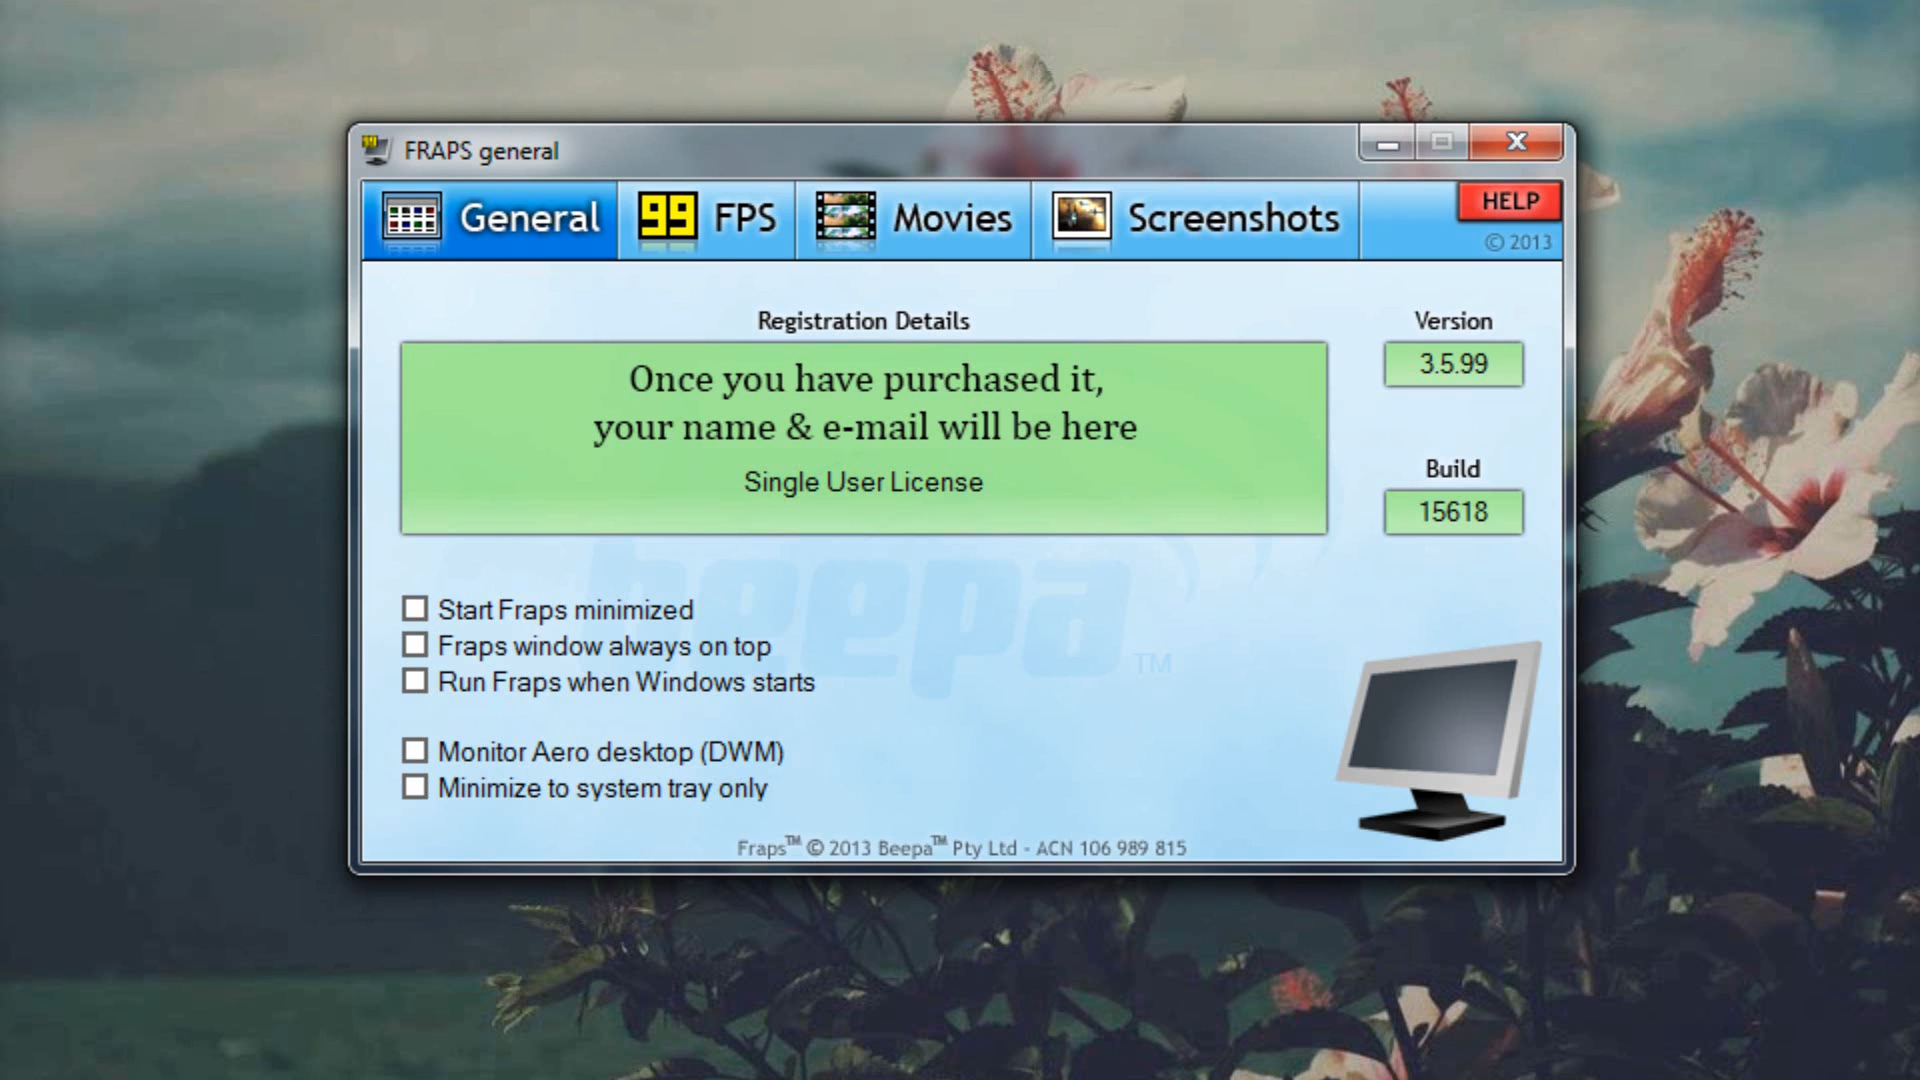 FRAPS general
General
99
FPS
Movies
Screenshots
HELP
© 2013
Registration Details
Once you have purchased it,
your name & e-mail will be here
Single User License
Version
3.5.99
Build
15618
beepa™
Start Fraps minimized
Fraps window always on top
Run Fraps when Windows starts
Monitor Aero desktop (DWM)
Minimize to system tray only
Fraps™ © 2013 Beepa™ Pty Ltd - ACN 106 989 815